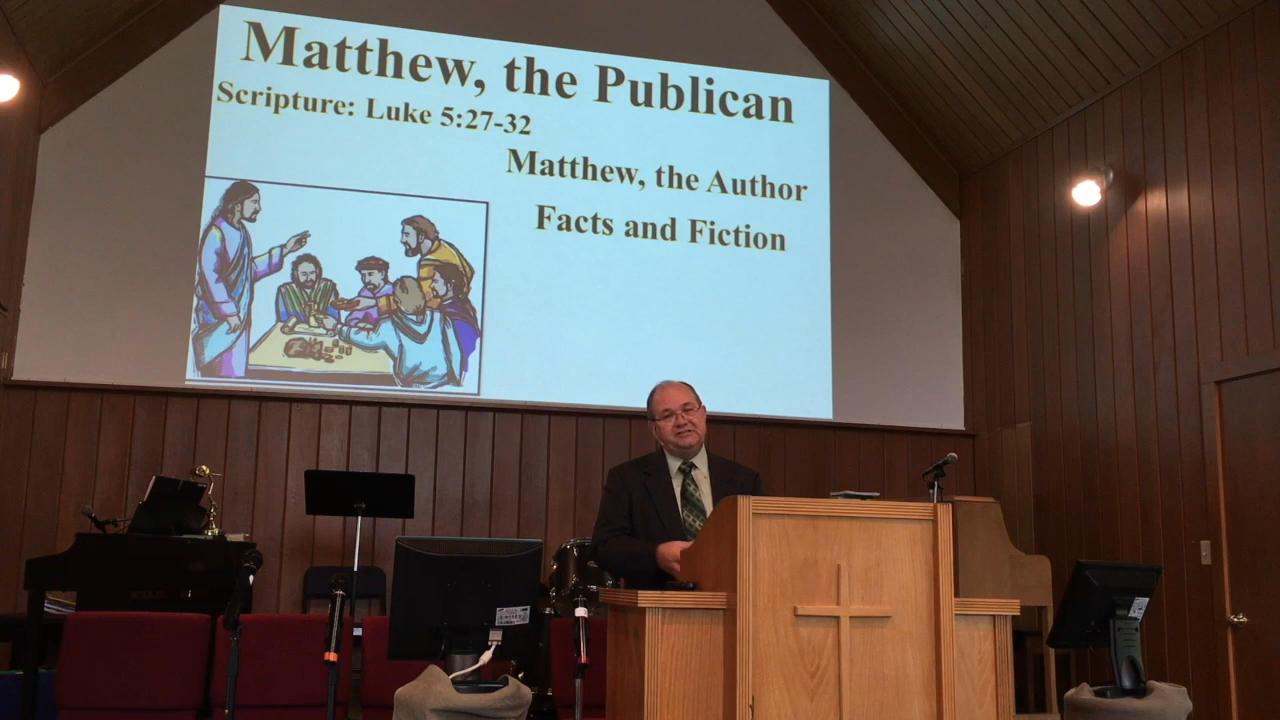 Matthew, the Publican
Scripture: Luke 5:27-32
Matthew, the Author
Facts and Fiction